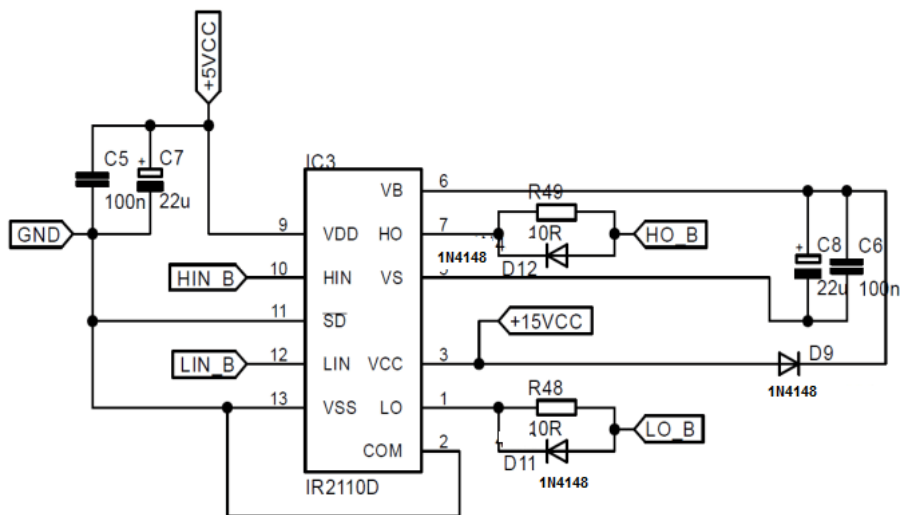 +5VCC
IC3
C5
+ C7
100n
22u
GND
9
VDD
HIN_B
10
HIN
11
SD
LIN_B
12
LIN
13
VSS
VB
6
HO
7
VS
VCC
3
LO
1
COM
2
IR2110D
R49
10R
1N4148
D12
HO_B
+15VCC
+ C8
22u
C6
100n
D9
1N4148
R48
10R
D11
1N4148
LO_B